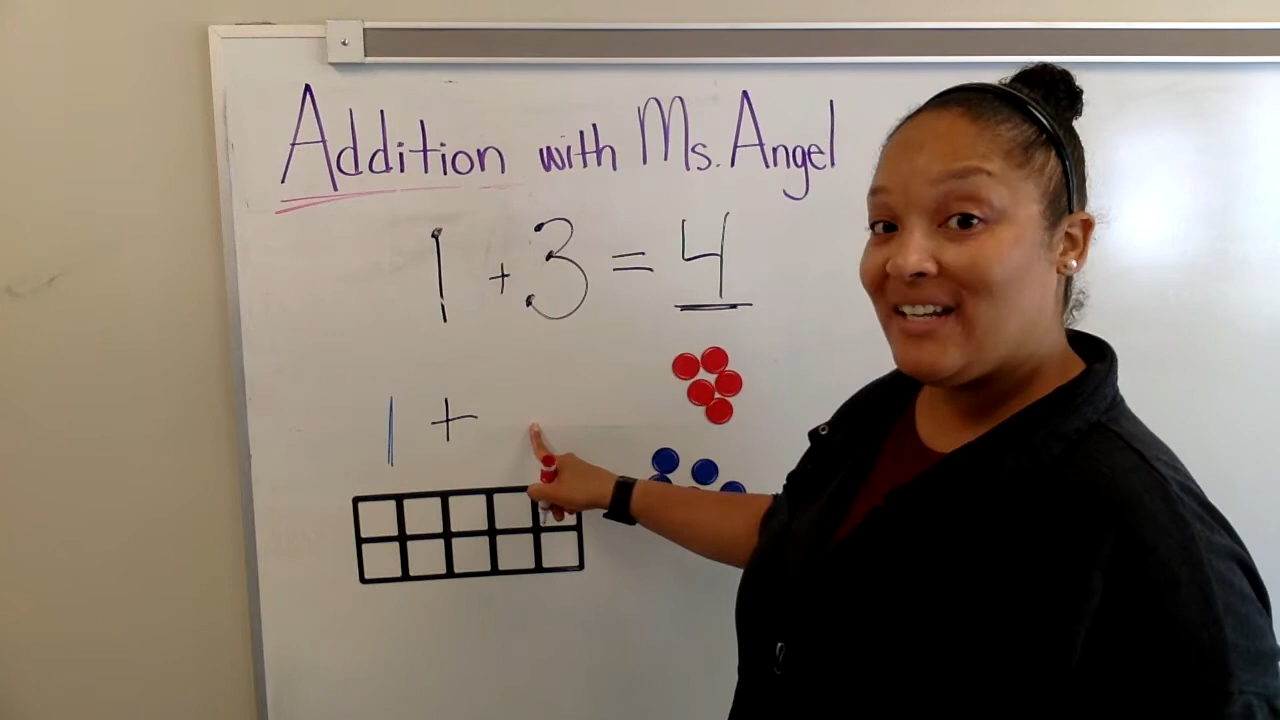 Addition with Ms. Angel
1 + 3 = 4
1 +